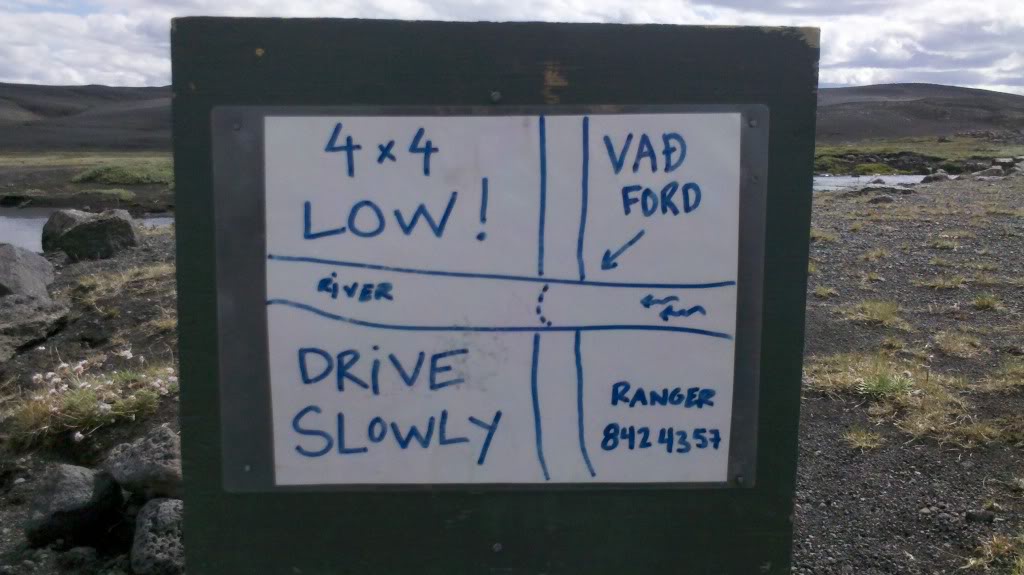 4 x 4
LOW!
VAÐ
FORD
RiVER
DRiVE
SLOWLY
RANGER
842 4357